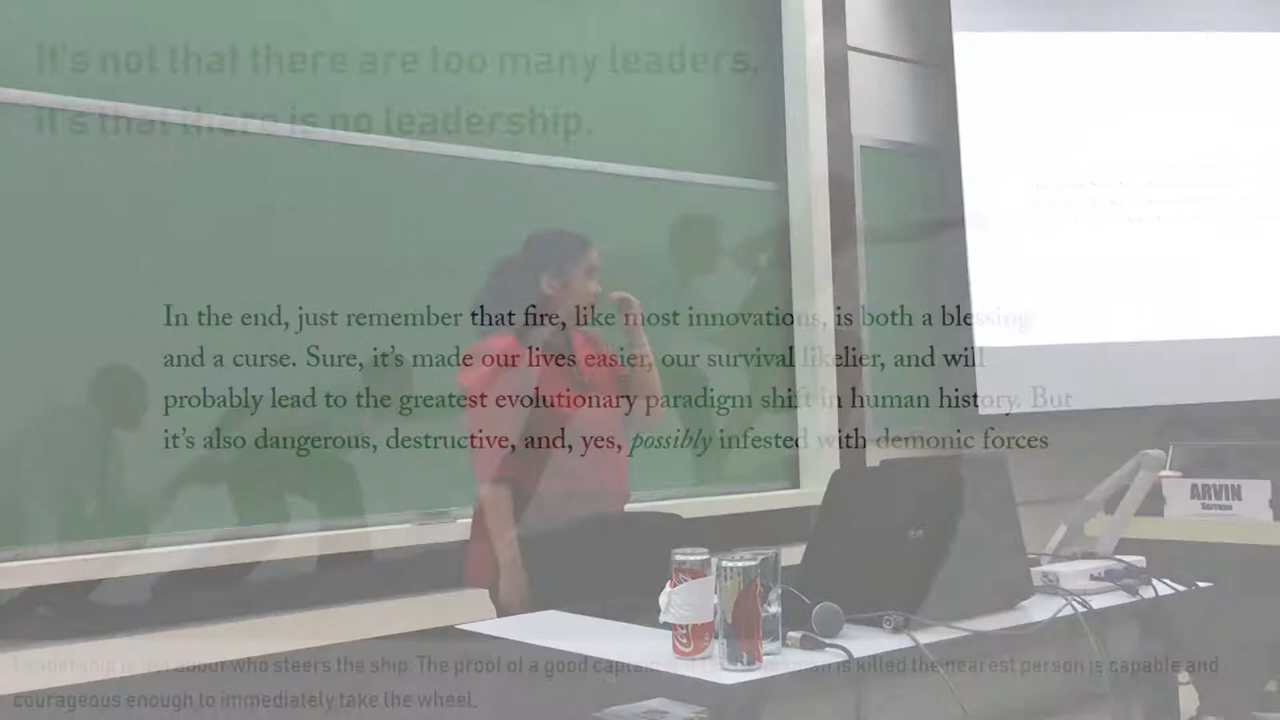 It's not that there are too many leaders,
it's that there is no leadership.
In the end, just remember that fire, like most innovations, is both a blessing
and a curse. Sure, it's made our lives easier, our survival likelier, and will
probably lead to the greatest evolutionary paradigm shift in human history. But
it's also dangerous, destructive, and, yes, possibly infested with demonic forces
ARVIN
Leadership is not about who steers the ship. The proof of a good captain is killed the nearest person is capable and
courageous enough to immediately take the wheel.